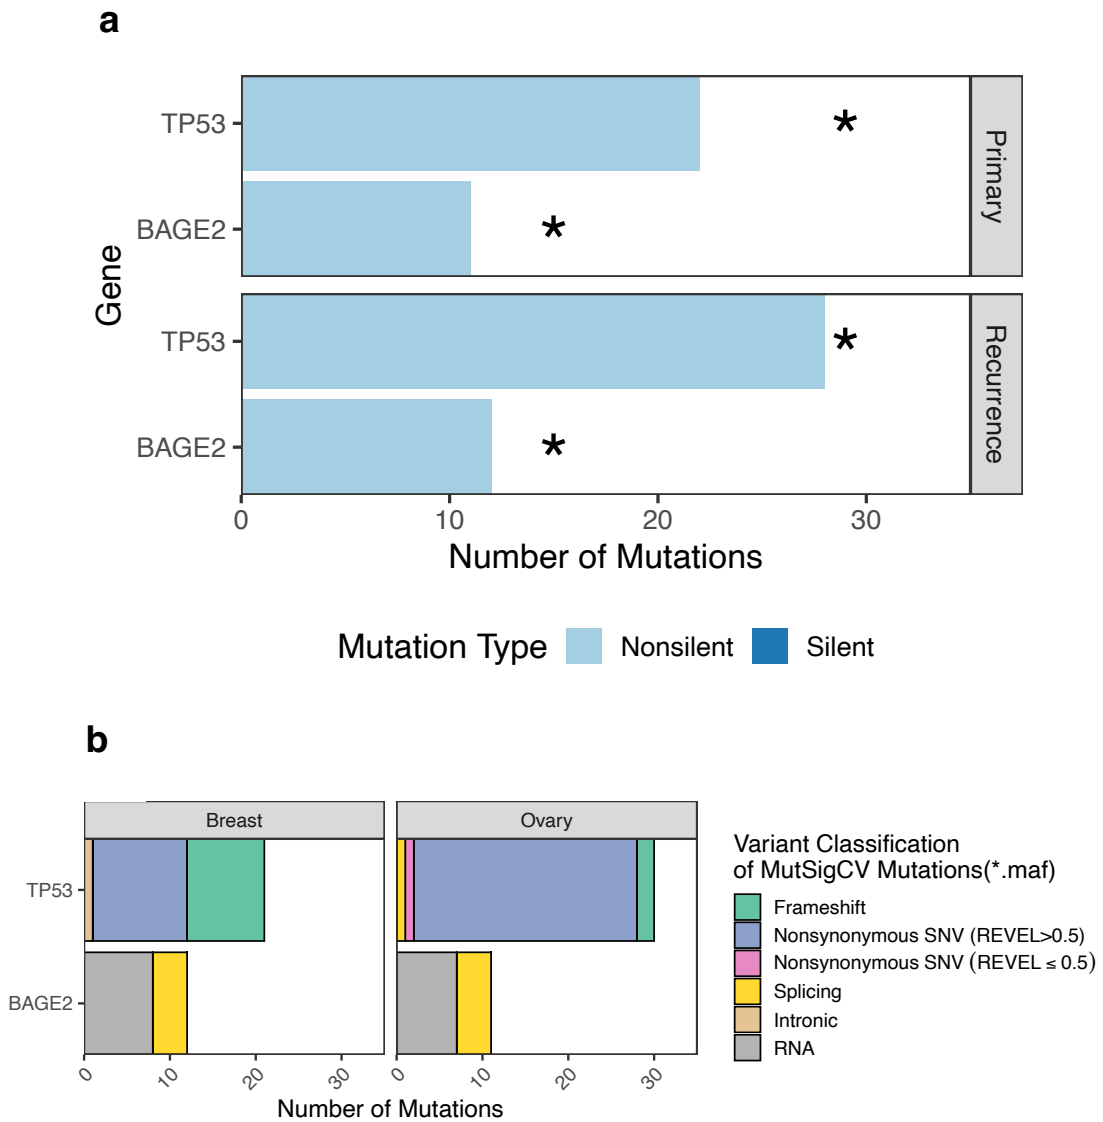 a
TP53
*
BAGE2
*
Primary
TP53
*
BAGE2
*
Recurrence
Gene
0 10 20 30
Number of Mutations
Mutation Type Nonsilent Silent
b
Breast Ovary
TP53
BAGE2
0 10 20 30 0 10 20 30
Number of Mutations
Variant Classification
of MutSigCV Mutations(*.maf)
Frameshift
Nonsynonymous SNV (REVEL>0.5)
Nonsynonymous SNV (REVEL ≤ 0.5)
Splicing
Intronic
RNA